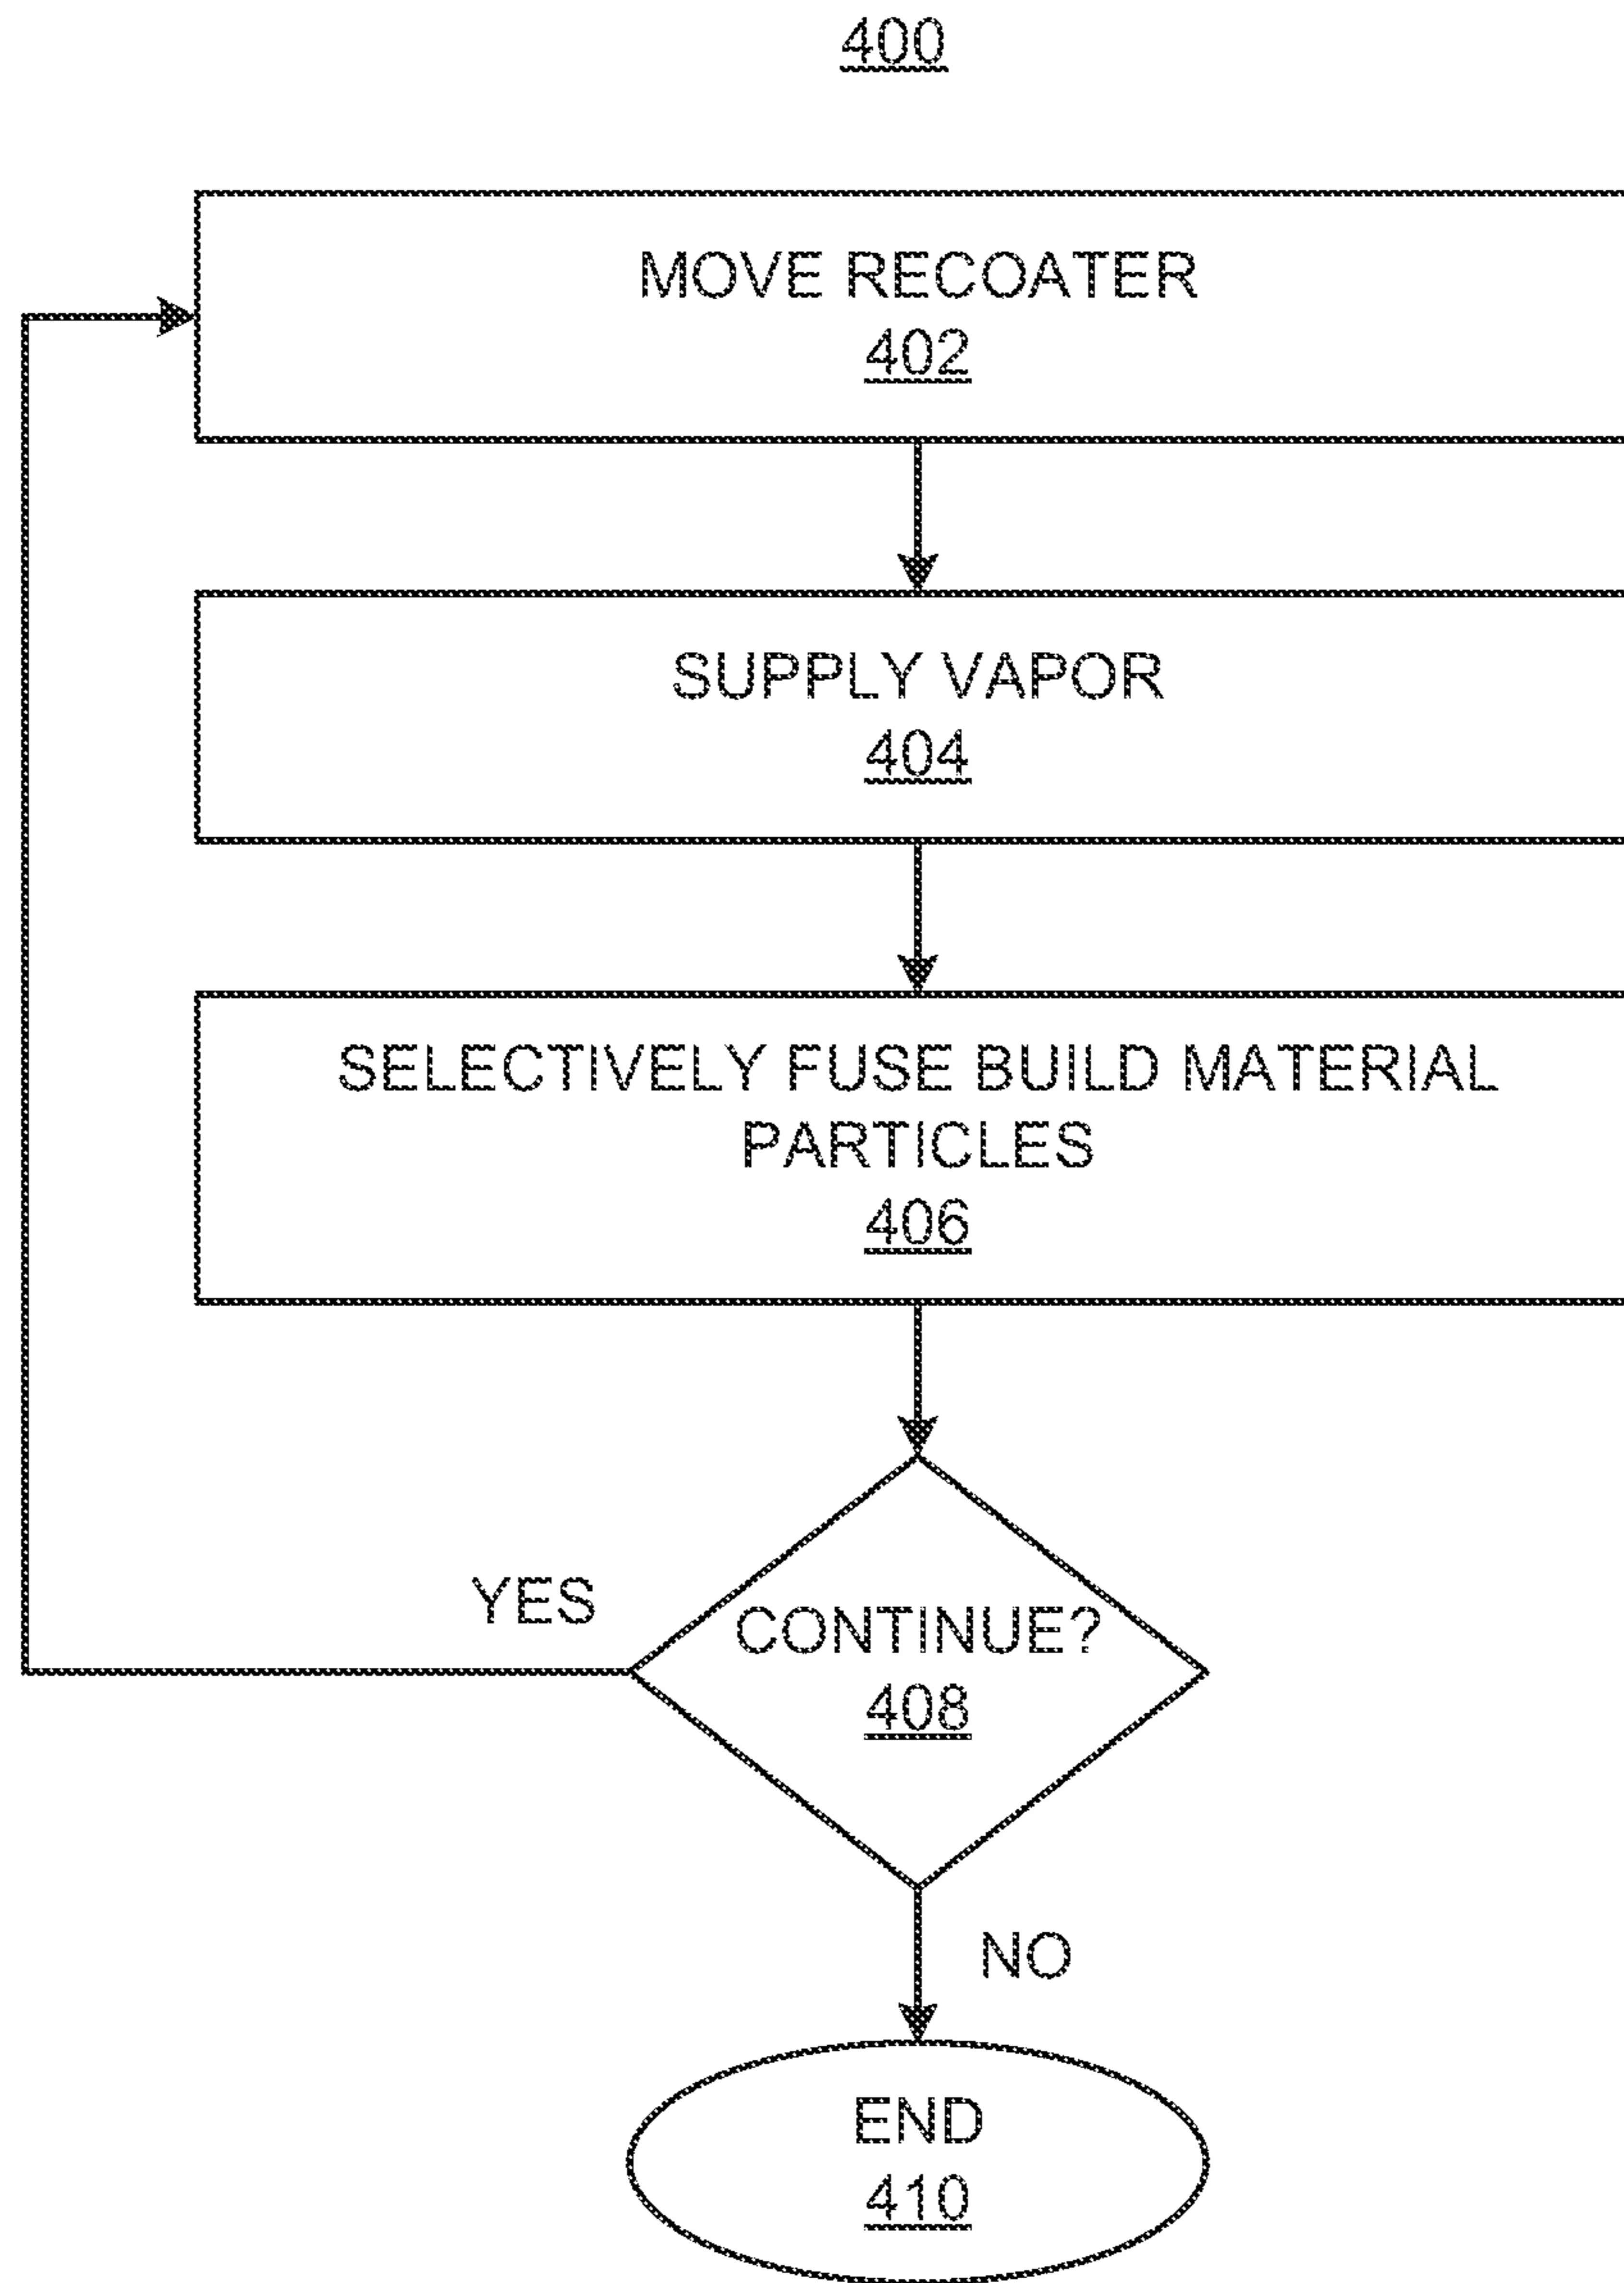 400
MOVE RECOATER
402
SUPPLY VAPOR
404
SELECTIVELY FUSE BUILD MATERIAL
PARTICLES
406
YES
CONTINUE?
408
NO
END
410